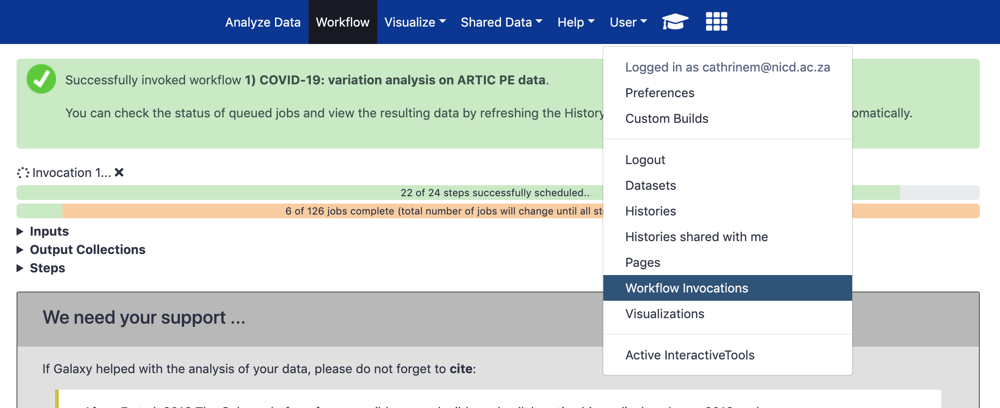 Analyze Data Workflow Visualize Shared Data Help User
Logged in as cathrinem@nicd.ac.za
Preferences
Custom Builds
Logout
Datasets
Histories
Histories shared with me
Pages
Workflow Invocations
Visualizations
Active InteractiveTools
Successfully invoked workflow 1) COVID-19: variation analysis on ARTIC PE data.
You can check the status of queued jobs and view the resulting data by refreshing the History omatically.
Invocation 1...
22 of 24 steps successfully scheduled....
6 of 126 jobs complete (total number of jobs will change until all
Inputs
Output Collections
Steps
We need your support ...
If Galaxy helped with the analysis of your data, please do not forget to cite: